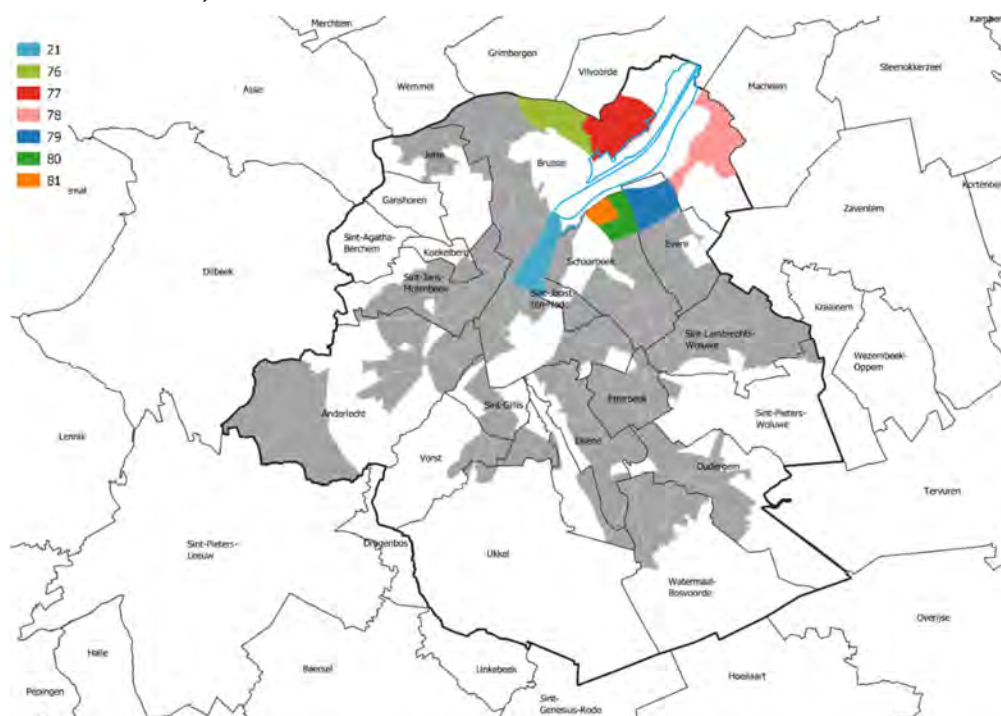 Merchtem
Grimbergen
Kampen
21
76
77
78
79
80
81
Vilvoorde
Steenokkerzeel
Asse
Wemmel
Machelen
Jette
Brussel
Ganshoren
Zaventem
Sint-Agatha-
Berchem
Koekelberg
Evere
Schaarbeek
Dilbeek
Sint-Jans-
Molenbeek
Sint-Joost-
ten-Node
Kraainem
Sint-Lambrechts-
Woluwe
Wezembeek-
Oppem
Etterbeek
Sint-Gillis
Anderlecht
Sint-Pieters-
Woluwe
Lennik
Elsene
Vorst
Oudergem
Tervuren
Sint-Pieters-
Leeuw
Drogenbos
Ukkel
Watermaal-
Bosvoorde
Overijse
Halle
Beersel
Linkebeek
Hoeilaart
Pepingen
Sint-
Genesius-Rode